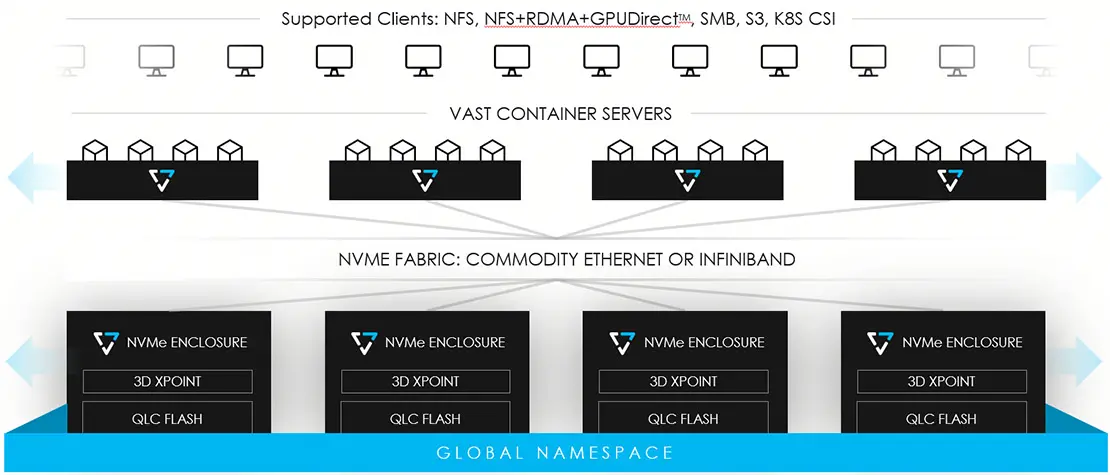 Supported Clients: NFS, NFS+RDMA+GPUDirect™, SMB, S3, K8S CSI
VAST CONTAINER SERVERS
NVME FABRIC: COMMODITY ETHERNET OR INFINIBAND
NVMe ENCLOSURE NVMe ENCLOSURE NVMe ENCLOSURE NVMe ENCLOSURE
3D XPOINT 3D XPOINT 3D XPOINT 3D XPOINT
QLC FLASH QLC FLASH QLC FLASH QLC FLASH
GLOBAL NAMESPACE